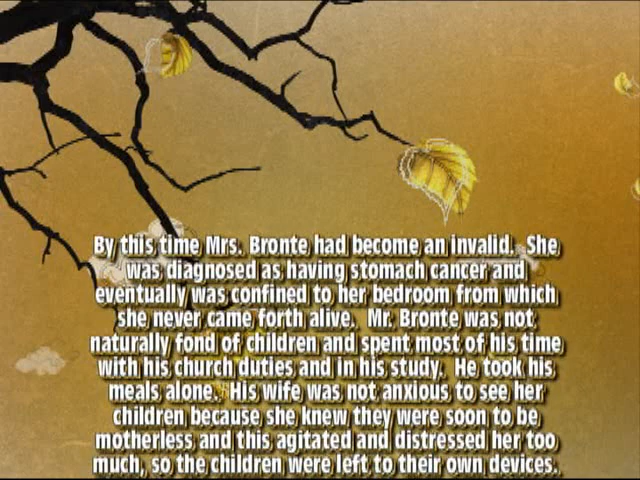 By this time Mrs. Bronte had become an invalid. She
was diagnosed as having stomach cancer and
eventually was confined to her bedroom from which
she never came forth alive. Mr. Bronte was not
naturally fond of children and spent most of his time
with his church duties and in his study. He took his
meals alone. His wife was not anxious to see her
children because she knew they were soon to be
motherless and this agitated and distressed her too
much, so the children were left to their own devices.